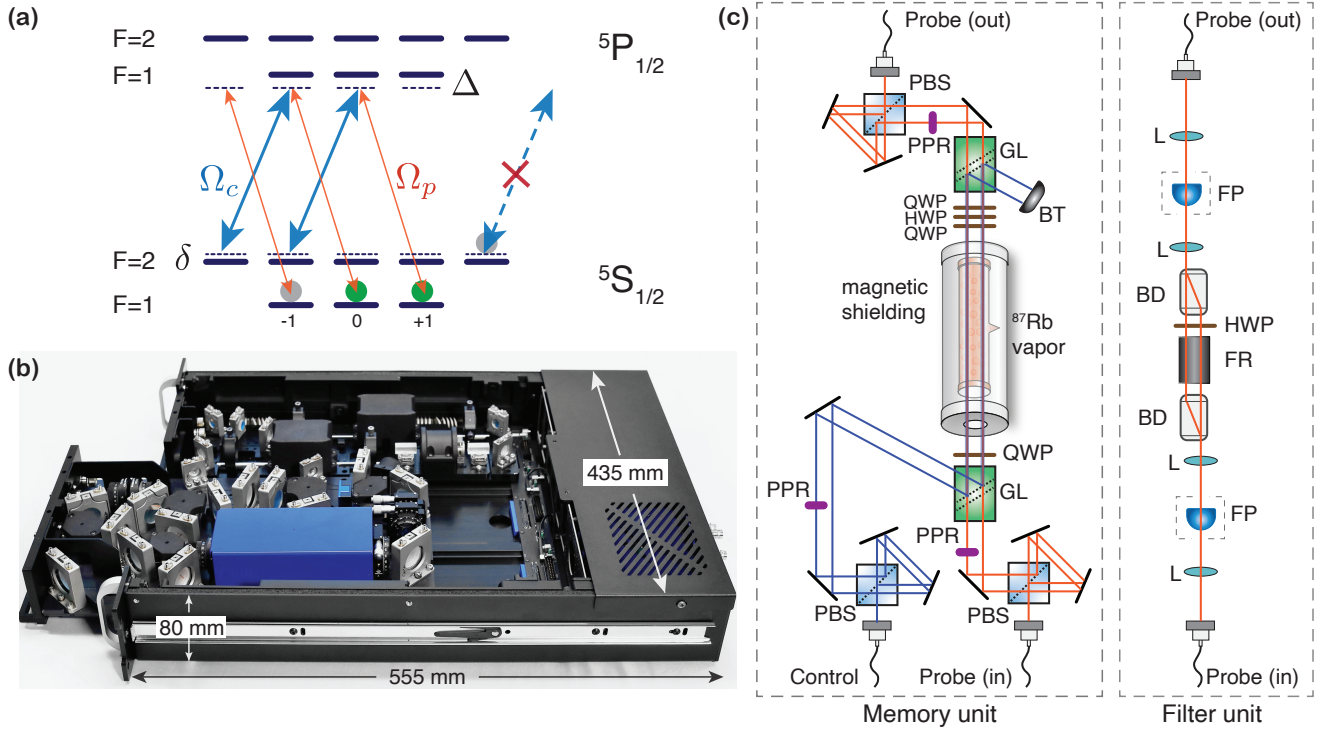 (a)
F=2
⁵P₁/₂
F=1
Δ
Ω_c
Ω_p
F=2
δ
⁵S₁/₂
F=1
-1
0
+1
(b)
435 mm
80 mm
555 mm
(c)
Probe (out)
PBS
PPR
GL
QWP
HWP
QWP
BT
magnetic
shielding
⁸⁷Rb
vapor
QWP
GL
PPR
PPR
PBS
PBS
Control
Probe (in)
Memory unit
Probe (out)
L
FP
L
BD
HWP
FR
BD
L
FP
L
Probe (in)
Filter unit